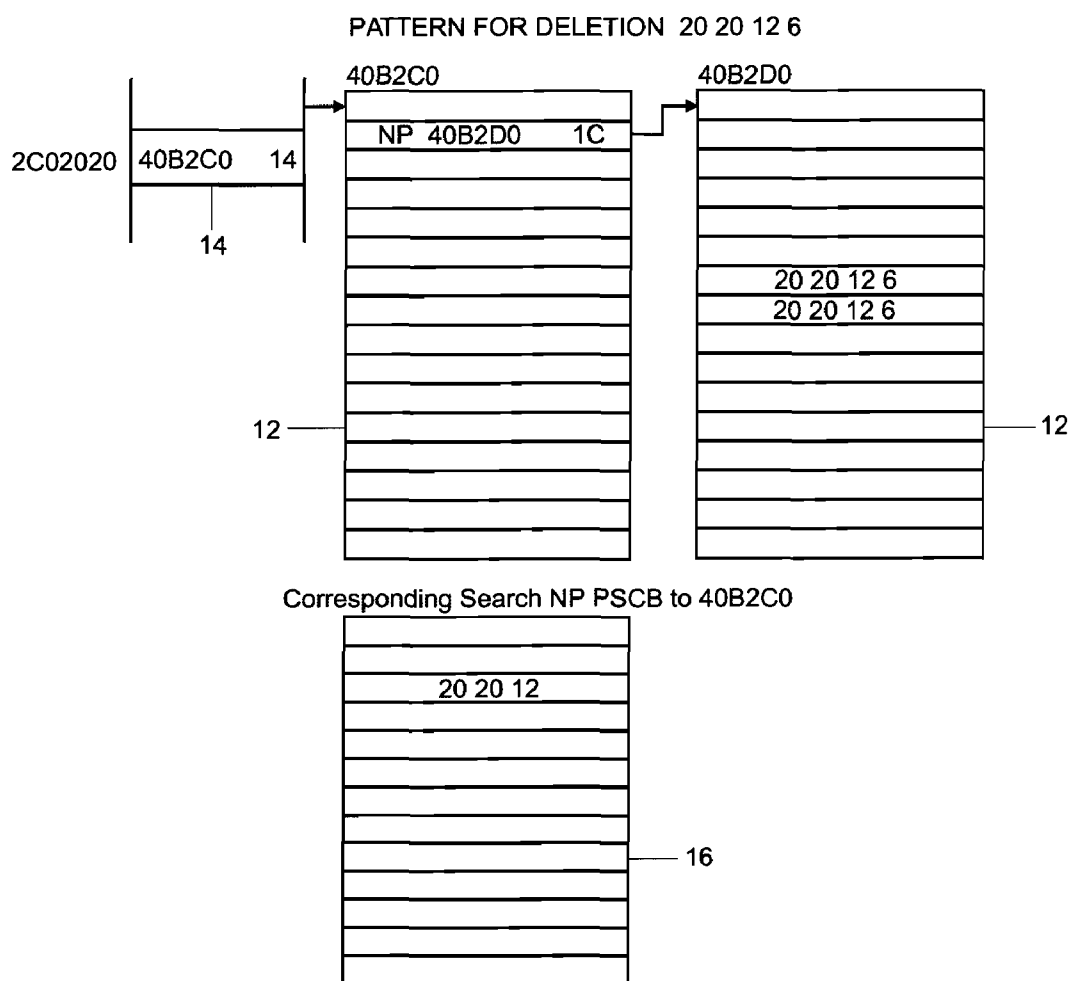 PATTERN FOR DELETION 20 20 12 6
40B2C0
40B2D0
NP 40B2D0 1C
2C02020
40B2C0 14
14
20 20 12 6
20 20 12 6
12
12
Corresponding Search NP PSCB to 40B2C0
20 20 12
16